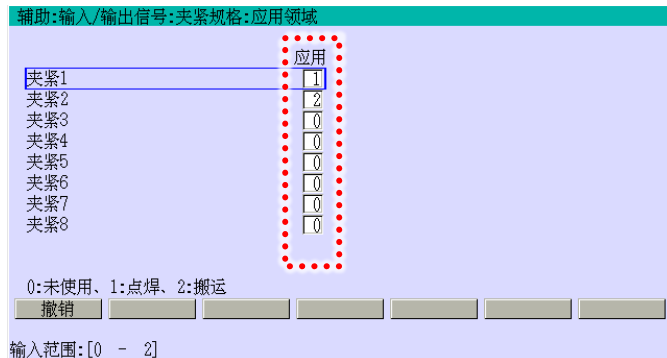 辅助:输入/输出信号:夹紧规格:应用领域
应用
夹紧1 1
夹紧2 2
夹紧3 0
夹紧4 0
夹紧5 0
夹紧6 0
夹紧7 0
夹紧8 0
0:未使用、1:点焊、2:搬运
撤销
输入范围:[0 - 2]